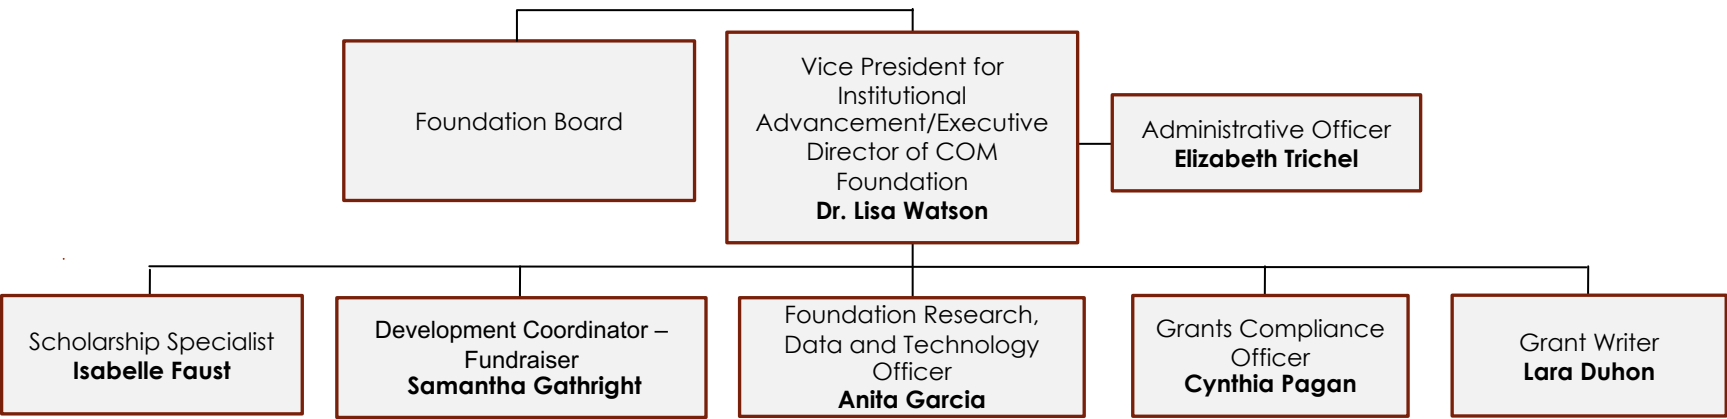 Foundation Board
Vice President for
Institutional
Advancement/Executive
Director of COM
Foundation
Dr. Lisa Watson
Administrative Officer
Elizabeth Trichel
Scholarship Specialist
Isabelle Faust
Development Coordinator –
Fundraiser
Samantha Gathright
Foundation Research,
Data and Technology
Officer
Anita Garcia
Grants Compliance
Officer
Cynthia Pagan
Grant Writer
Lara Duhon